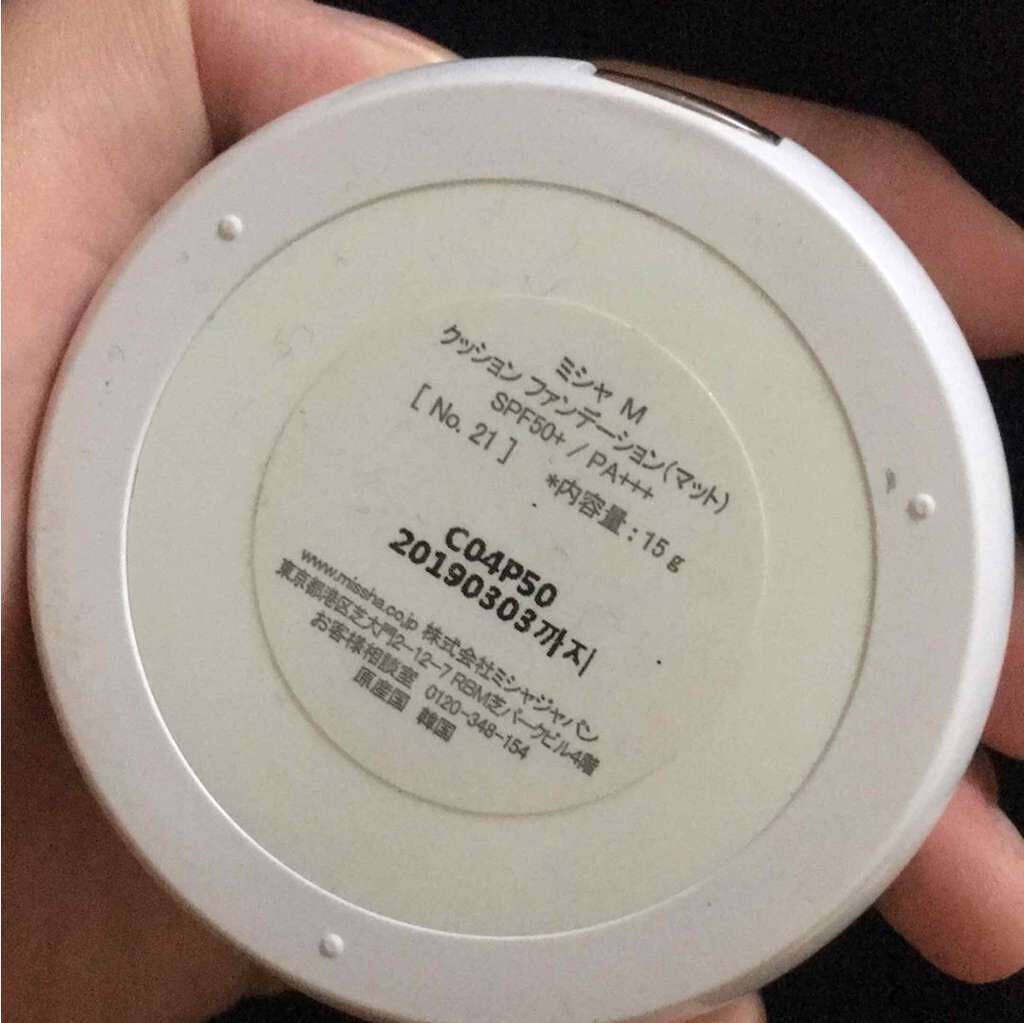 ミシャ M
クッション ファンデーション(マット)
SPF50+ / PA+++
[ No. 21 ] *内容量 : 15 g
C04P50
20190303까지
www.missha.co.jp 株式会社ミシャジャパン
東京都港区芝大門2-12-7 RBM芝パークビル4階
お客様相談室 0120-348-154
原産国 韓国